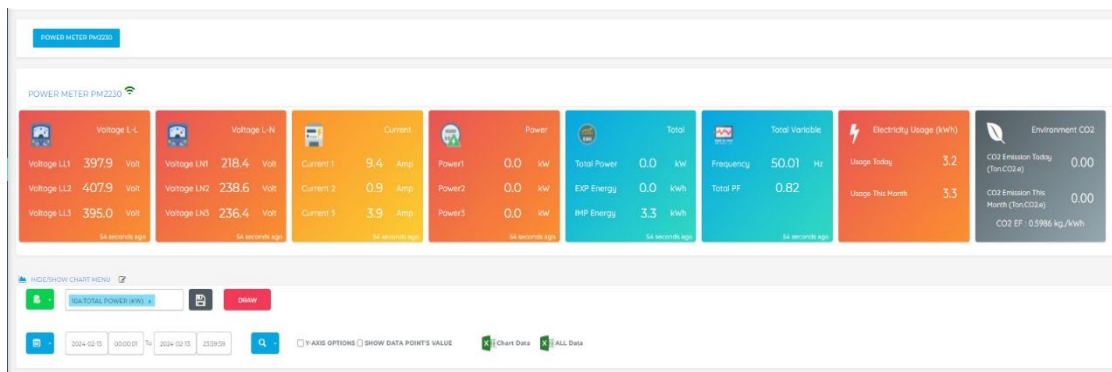 POWER METER PM2230
POWER METER PM2230
Voltage L-L
Voltage LL1 397.9 Volt
Voltage LL2 407.9 Volt
Voltage LL3 395.0 Volt
54 seconds ago
Voltage L-N
Voltage LN1 218.4 Volt
Voltage LN2 238.6 Volt
Voltage LN3 236.4 Volt
54 seconds ago
Current
Current 1 9.4 Amp
Current 2 0.9 Amp
Current 3 3.9 Amp
54 seconds ago
Power
Power1 0.0 kW
Power2 0.0 kW
Power3 0.0 kW
54 seconds ago
Total
Total Power 0.0 kW
EXP Energy 0.0 kWh
IMP Energy 3.3 kWh
54 seconds ago
Total Variable
Frequency 50.01 Hz
Total PF 0.82
54 seconds ago
Electricity Usage (kWh)
Usage Today 3.2
Usage This Month 3.3
Environment CO2
CO2 Emission Today (Ton.CO2.e) 0.00
CO2 Emission This Month (Ton.CO2.e) 0.00
CO2 EF : 0.5986 kg./kWh
HIDE/SHOW CHART MENU
10A:TOTAL POWER (KW) x
DRAW
2024-02-13 00:00:01 To 2024-02-13 23:59:59
Y-AXIS OPTIONS SHOW DATA POINT'S VALUE Chart Data ALL Data